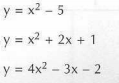 y = x² − 5
y = x² + 2x + 1
y = 4x² − 3x − 2